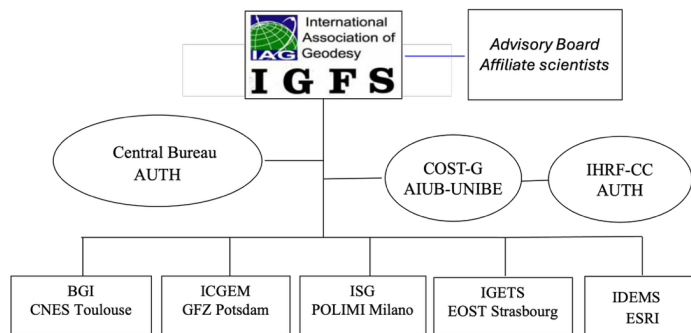 International
Association of
Geodesy
IAG
IGFS
Advisory Board
Affiliate scientists
Central Bureau
AUTH
COST-G
AIUB-UNIBE
IHRF-CC
AUTH
BGI
CNES Toulouse
ICGEM
GFZ Potsdam
ISG
POLIMI Milano
IGETS
EOST Strasbourg
IDEMS
ESRI